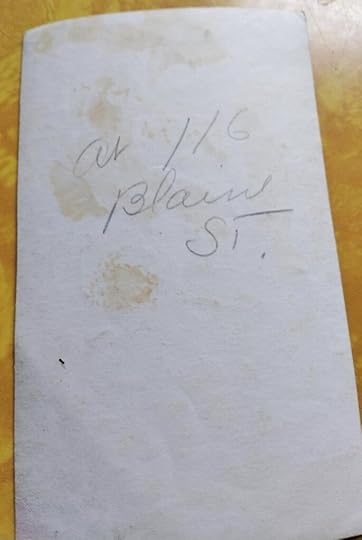 at 116
Blaine
ST.